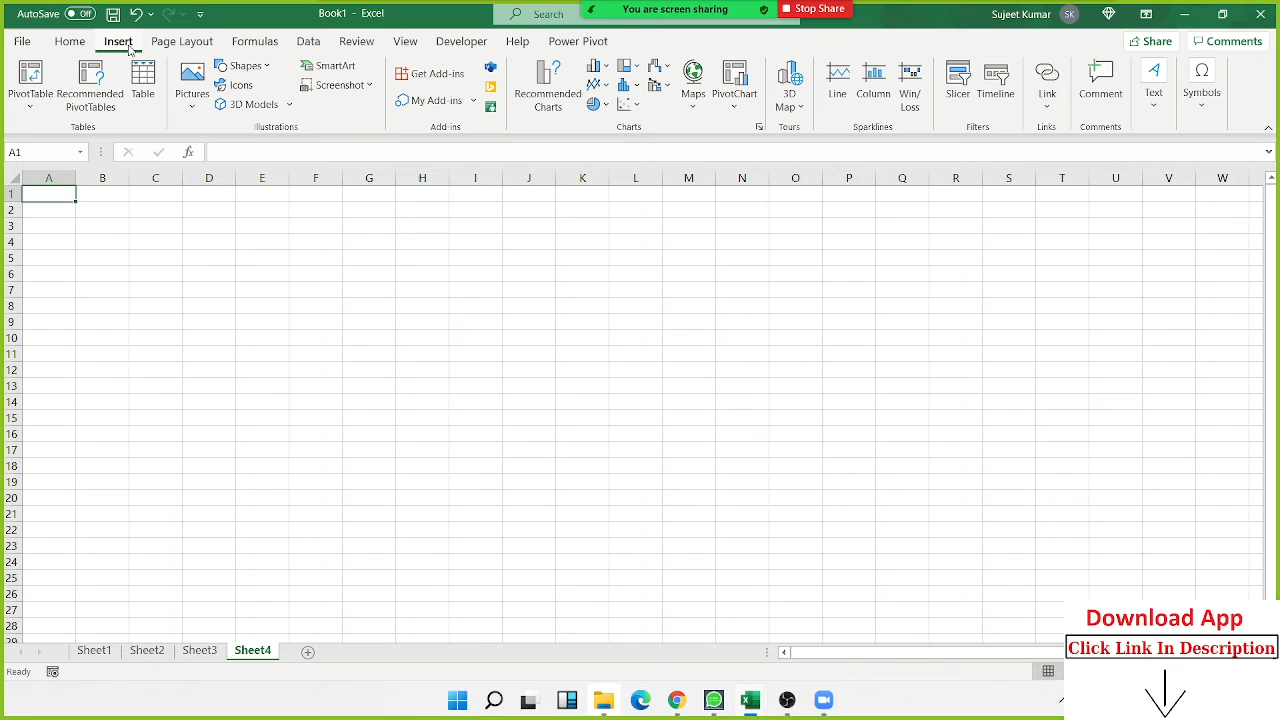 AutoSave Off
Book1 - Excel
Search
You are screen sharing
Stop Share
Sujeet Kumar
SK
File Home Insert Page Layout Formulas Data Review View Developer Help Power Pivot
Share
Comments
PivotTable
Recommended PivotTables
Table
Tables
Pictures
Shapes
Icons
3D Models
SmartArt
Screenshot
Illustrations
Get Add-ins
My Add-ins
Add-ins
Recommended Charts
Maps
PivotChart
Charts
3D Map
Tours
Line
Column
Win/ Loss
Sparklines
Slicer
Timeline
Filters
Link
Links
Comment
Comments
Text
Symbols
A1
fx
A B C D E F G H I J K L M N O P Q R S T U V W
1
2
3
4
5
6
7
8
9
10
11
12
13
14
15
16
17
18
19
20
21
22
23
24
25
26
27
28
29
Sheet1 Sheet2 Sheet3 Sheet4
Ready
Download App
Click Link In Description